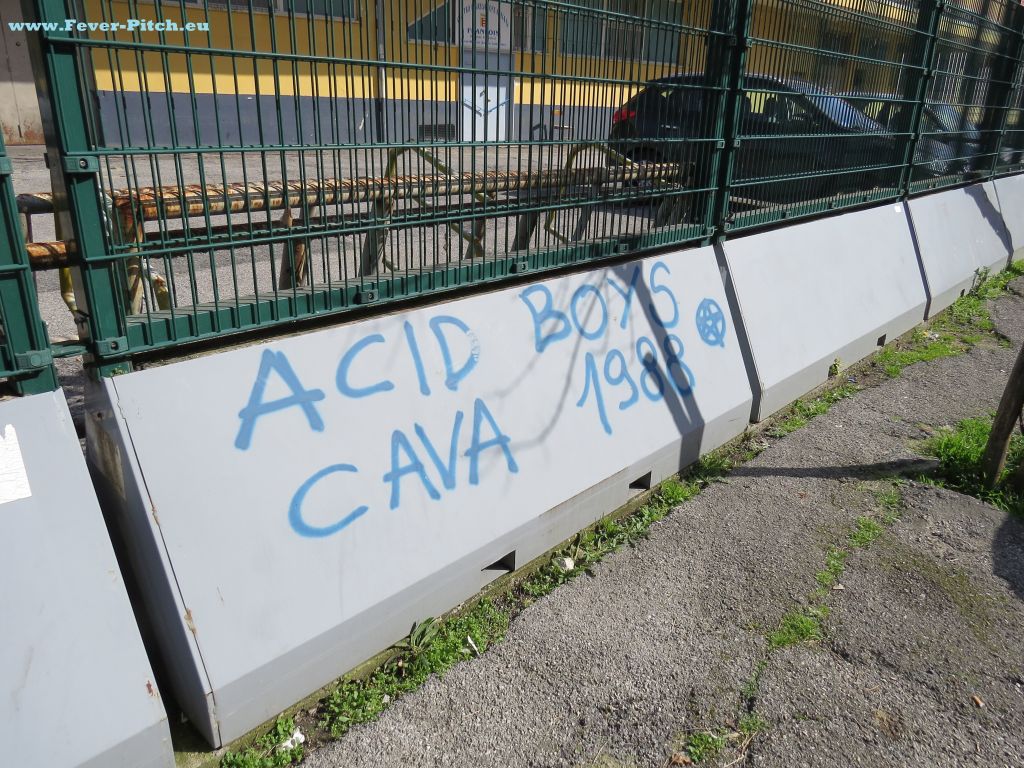 www.Fever-Pitch.eu
ACID BOYS
CAVA 1988